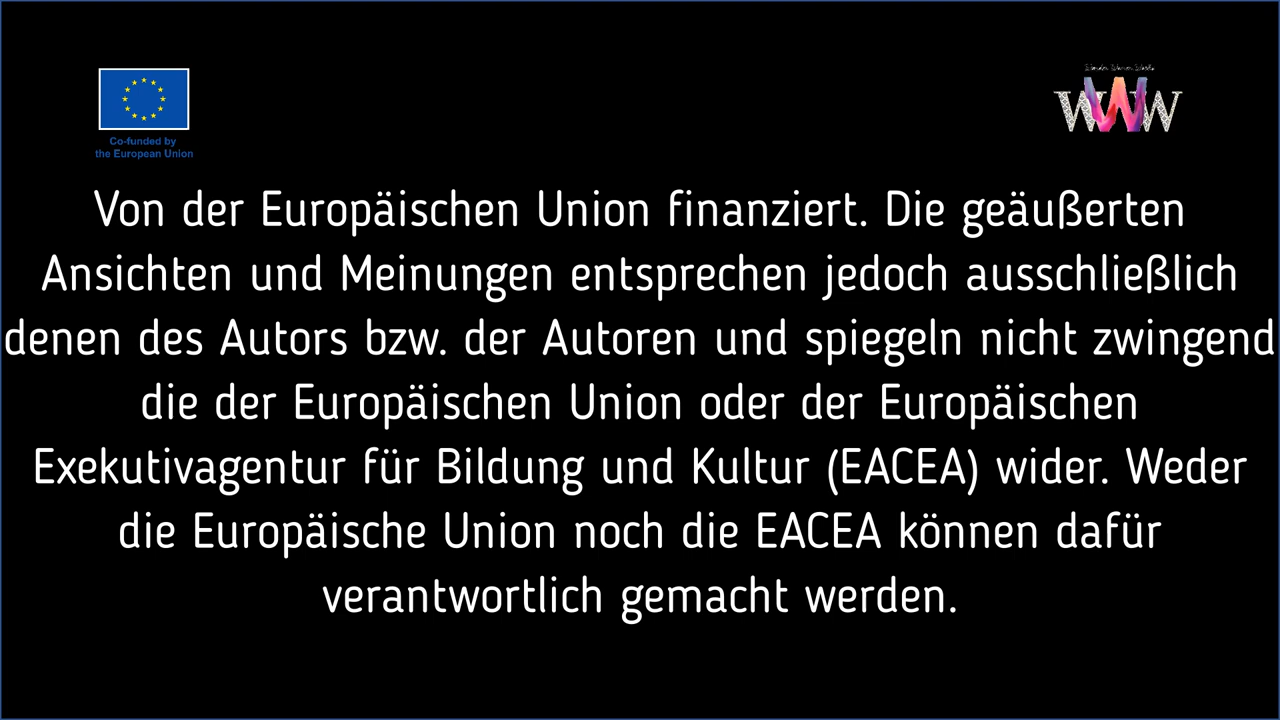 Co-funded by
the European Union
WWW
Von der Europäischen Union finanziert. Die geäußerten
Ansichten und Meinungen entsprechen jedoch ausschließlich
denen des Autors bzw. der Autoren und spiegeln nicht zwingend
die der Europäischen Union oder der Europäischen
Exekutivagentur für Bildung und Kultur (EACEA) wider. Weder
die Europäische Union noch die EACEA können dafür
verantwortlich gemacht werden.